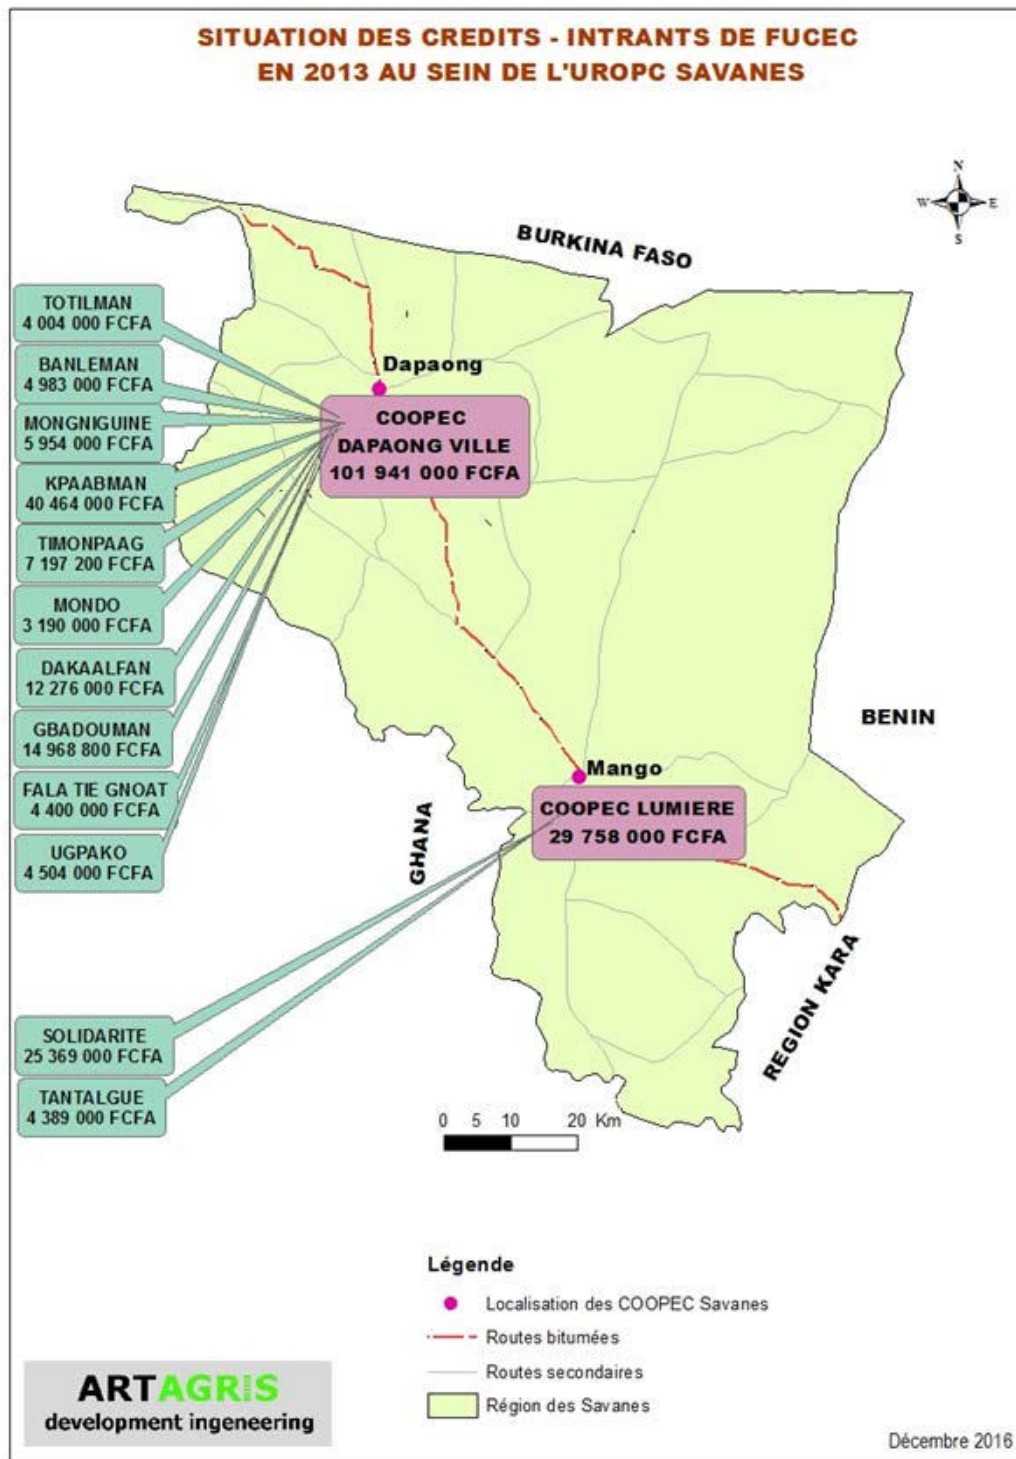 SITUATION DES CREDITS - INTRANTS DE FUCEC
EN 2013 AU SEIN DE L'UROPC SAVANES
N
W
E
S
BURKINA FASO
TOTILMAN
4 004 000 FCFA
BANLEMAN
4 983 000 FCFA
MONGNIGUINE
5 954 000 FCFA
KPAABMAN
40 464 000 FCFA
TIMONPAAG
7 197 200 FCFA
MONDO
3 190 000 FCFA
DAKAALFAN
12 276 000 FCFA
GBADOUMAN
14 968 800 FCFA
FALA TIE GNOAT
4 400 000 FCFA
UGPAKO
4 504 000 FCFA
Dapaong
COOPEC
DAPAONG VILLE
101 941 000 FCFA
BENIN
Mango
COOPEC LUMIERE
29 758 000 FCFA
GHANA
REGION KARA
SOLIDARITE
25 369 000 FCFA
TANTALGUE
4 389 000 FCFA
0 5 10 20 Km
Légende
Localisation des COOPEC Savanes
Routes bitumées
Routes secondaires
Région des Savanes
ARTAGRIS
development ingeneering
Décembre 2016